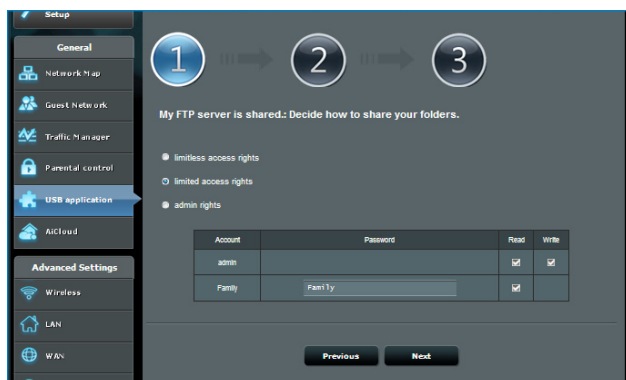 Setup
General
Network Map
Guest Network
Traffic Manager
Parental control
USB application
AiCloud
Advanced Settings
Wireless
LAN
WAN
1 2 3
My FTP server is shared.: Decide how to share your folders.
limitless access rights
limited access rights
admin rights
Account Password Read Write
admin
Family Family
Previous Next